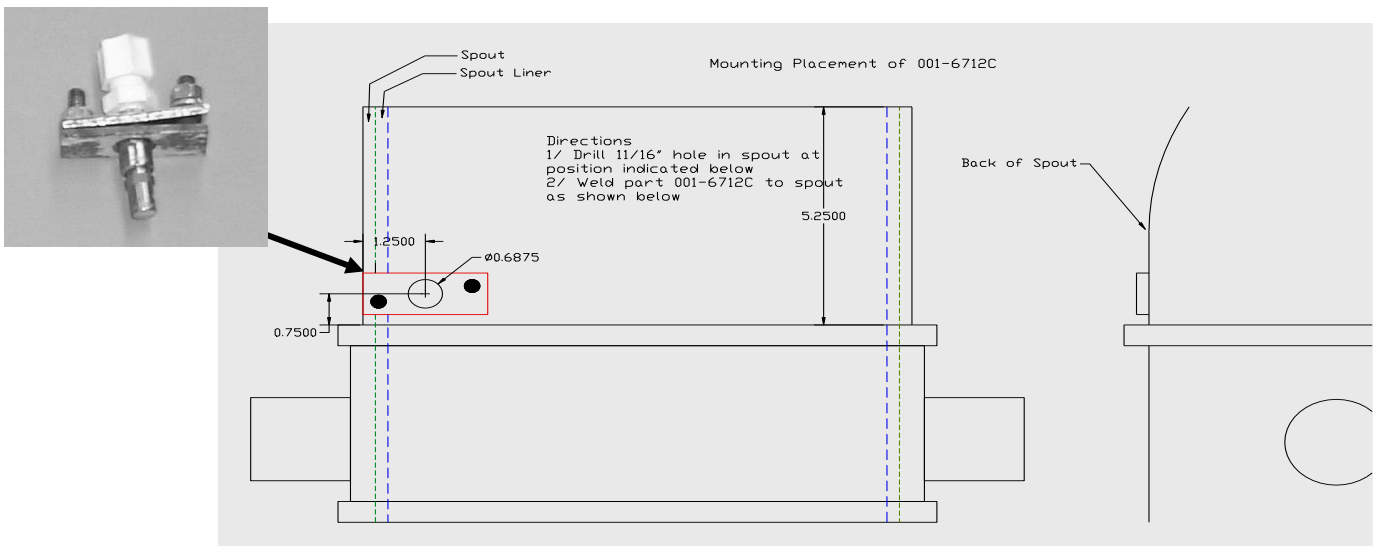 Spout
Spout Liner
Mounting Placement of 001-6712C
Directions
1/ Drill 11/16" hole in spout at
position indicated below
2/ Weld part 001-6712C to spout
as shown below
Back of Spout
5.2500
1.2500
ø0.6875
0.7500